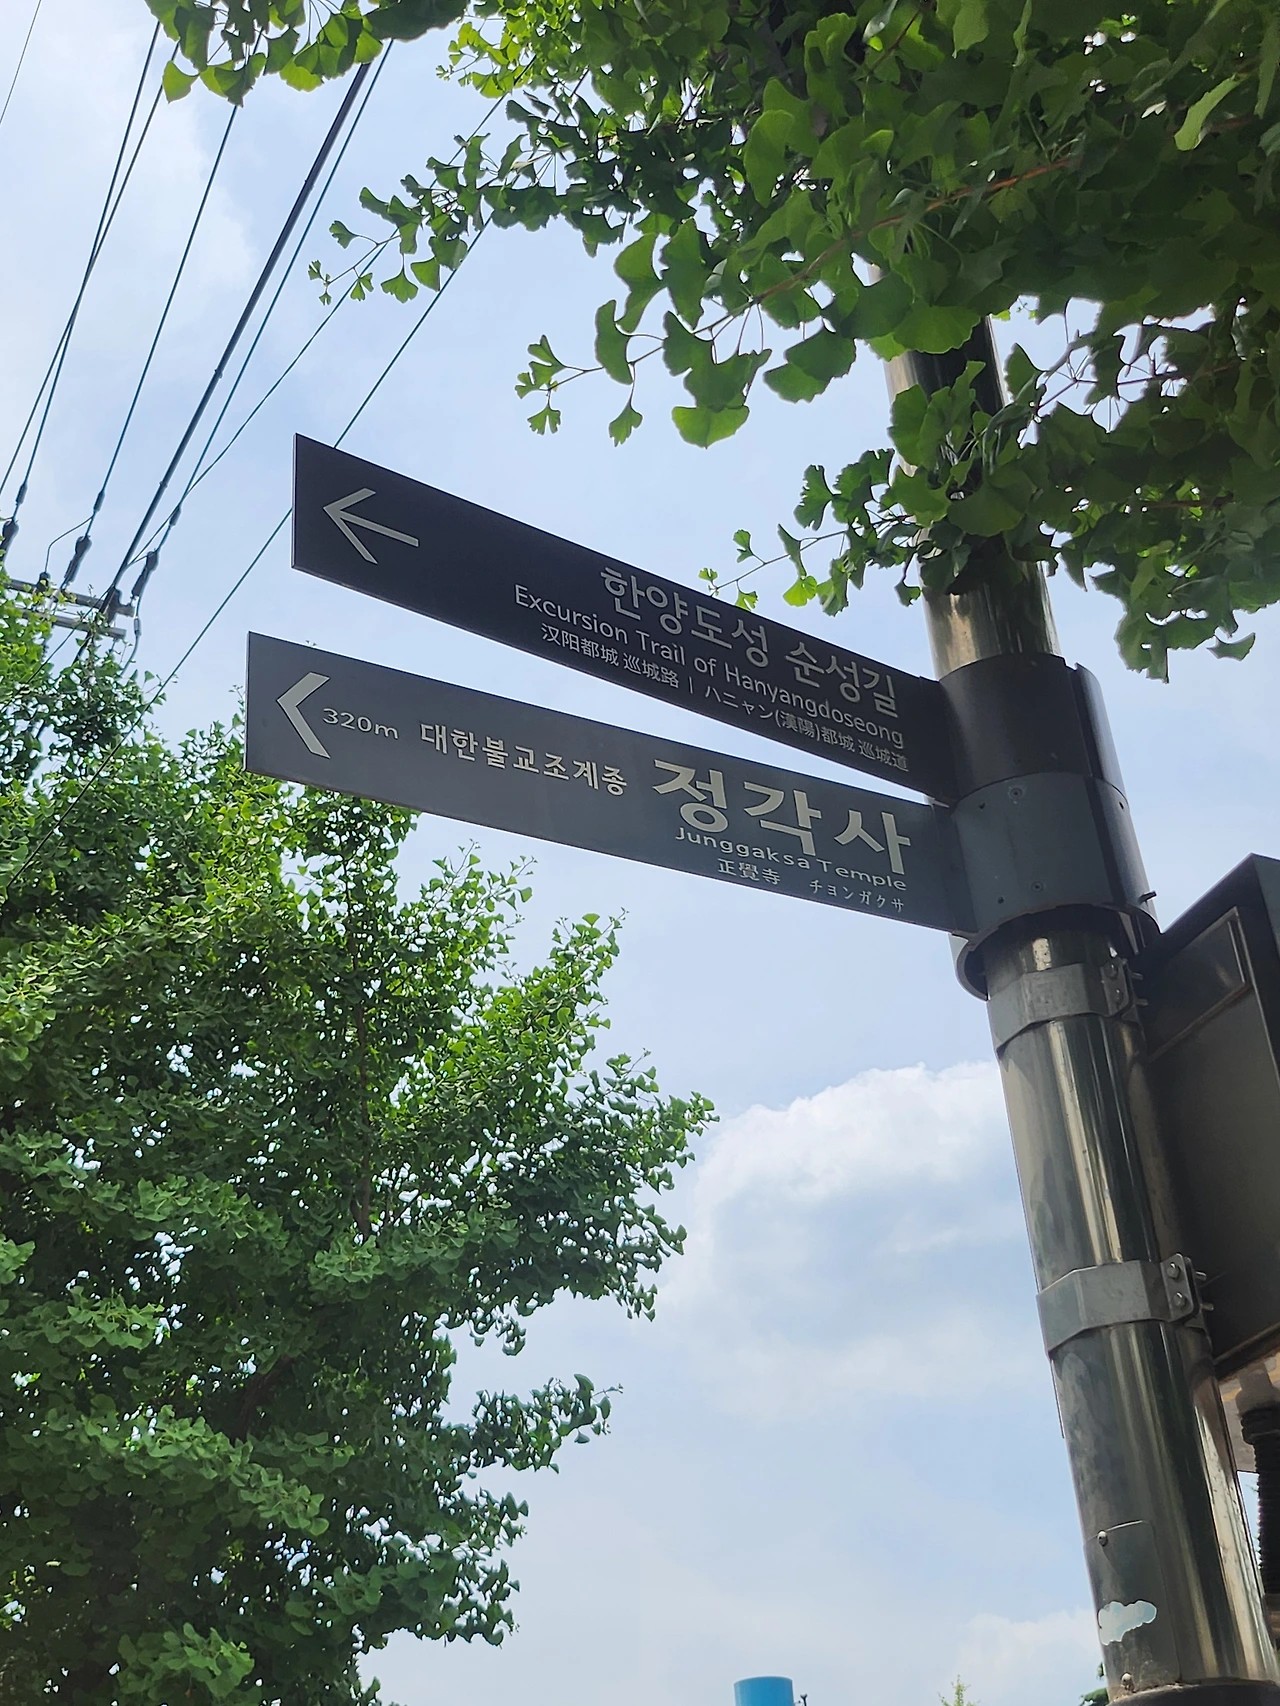 한양도성 순성길
Excursion Trail of Hanyangdoseong
汉阳都城 巡城路 | ハニャン(漢陽)都城 巡城道
320m 대한불교조계종 정각사
Junggaksa Temple
正覺寺 チョンガクサ